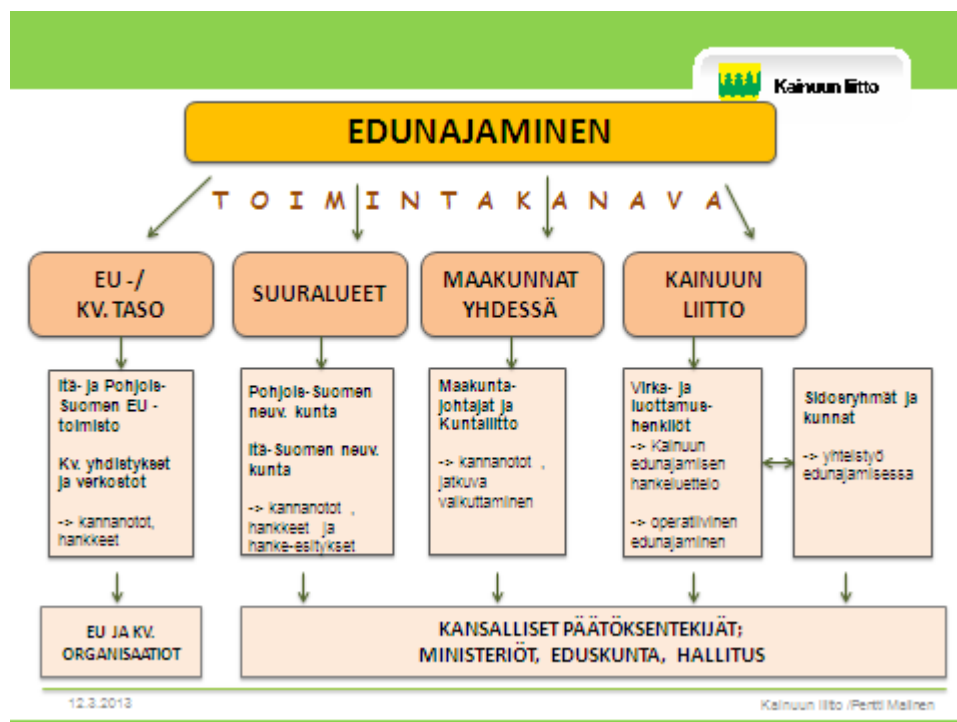 Kainuun liitto
EDUNAJAMINEN
TOIMINTAKANAVA
EU -/
KV. TASO
SUURALUEET
MAAKUNNAT
YHDESSÄ
KAINUUN
LIITTO
Itä- ja Pohjois-
Suomen EU -
toimisto
Kv. yhdistykset
ja verkostot
-> kannanotot,
hankkeet
Pohjois-Suomen
neuv. kunta
Itä-Suomen neuv.
kunta
-> kannanotot ,
hankkeet ja
hanke-esitykset
Maakunta-
johtajat ja
Kuntaliitto
-> kannanotot ,
jatkuva
vaikuttaminen
Virka- ja
luottamus-
henkilöt
-> Kainuun
edunajamisen
hankeluettelo
-> operatiivinen
edunajaminen
Sidosryhmät ja
kunnat
-> yhteistyö
edunajamisessa
EU JA KV.
ORGANISAATIOT
KANSALLISET PÄÄTÖKSENTEKIJÄT;
MINISTERIÖT, EDUSKUNTA, HALLITUS
12.3.2013
Kainuun liitto /Pertti Malinen